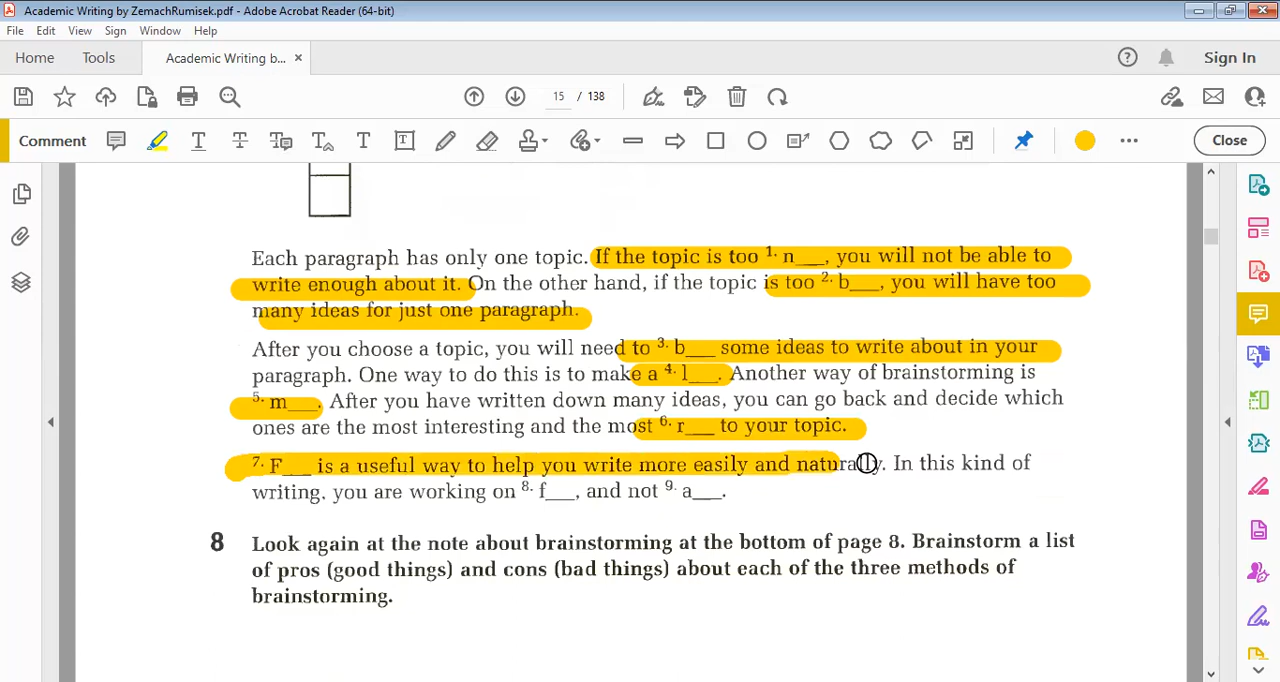 Academic Writing by ZemachRumisek.pdf - Adobe Acrobat Reader (64-bit)
File Edit View Sign Window Help
Home Tools Academic Writing b... × Sign In
15 / 138
Comment Close
Each paragraph has only one topic. If the topic is too 1. n___, you will not be able to
write enough about it. On the other hand, if the topic is too 2. b___, you will have too
many ideas for just one paragraph.
After you choose a topic, you will need to 3. b___ some ideas to write about in your
paragraph. One way to do this is to make a 4. l___. Another way of brainstorming is
5. m___. After you have written down many ideas, you can go back and decide which
ones are the most interesting and the most 6. r___ to your topic.
7. F___ is a useful way to help you write more easily and naturally. In this kind of
writing, you are working on 8. f___, and not 9. a___.
8 Look again at the note about brainstorming at the bottom of page 8. Brainstorm a list
of pros (good things) and cons (bad things) about each of the three methods of
brainstorming.